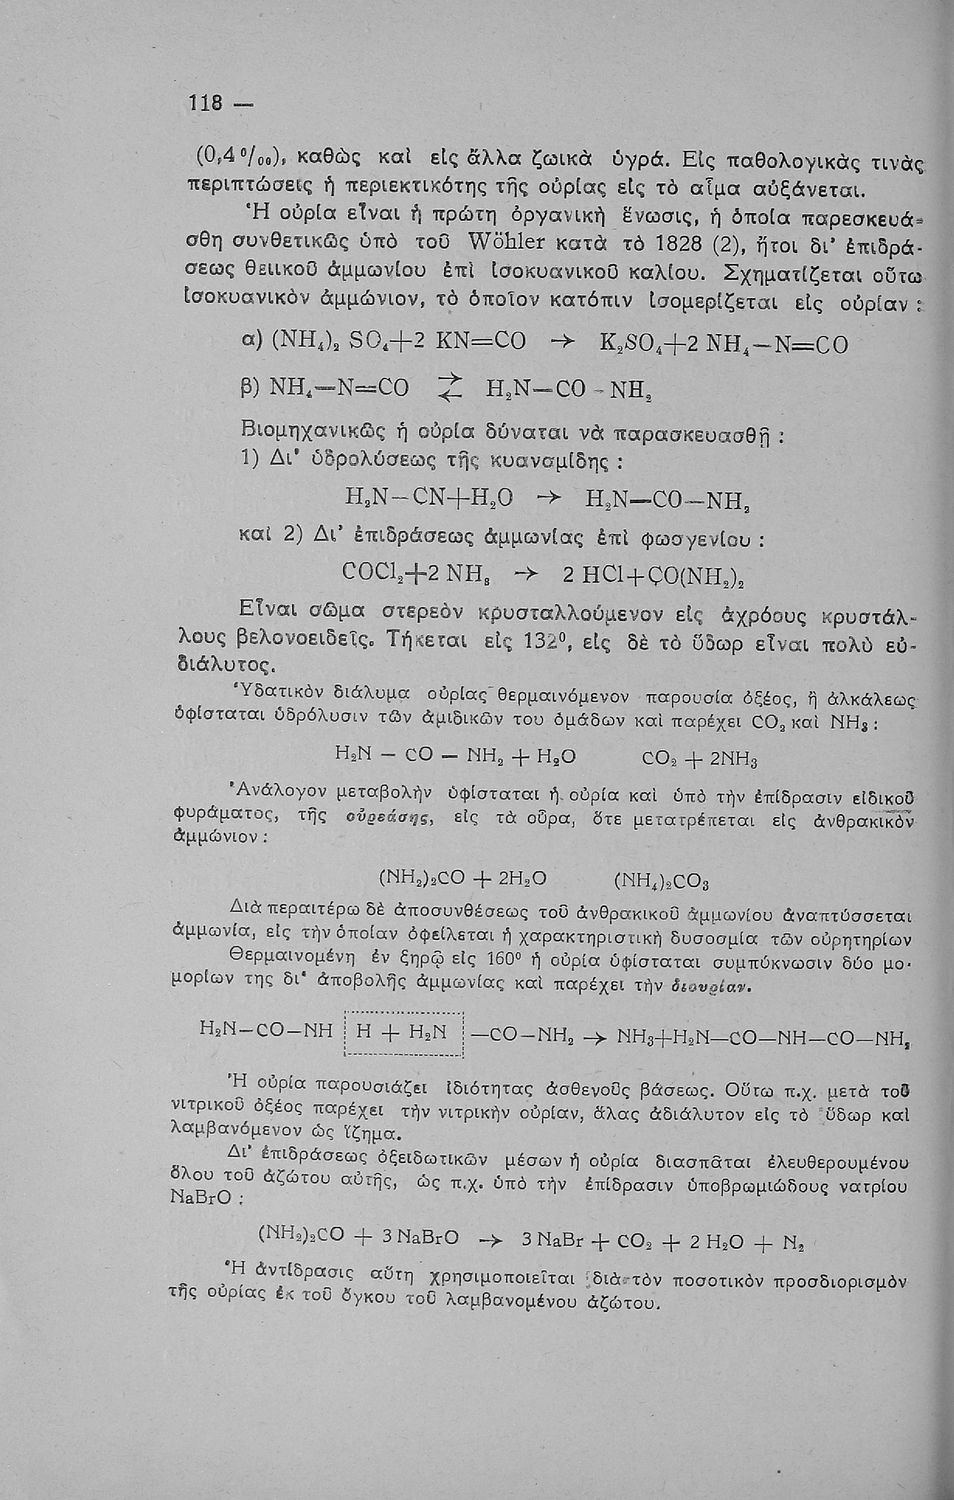 118 —
(0,4 ⁰/₀₀), καθὼς καὶ εἰς ἄλλα ζωικὰ ὑγρά. Εἰς παθολογικὰς τινὰς
περιπτώσεις ἡ περιεκτικότης τῆς οὐρίας εἰς τὸ αἷμα αὐξάνεται.
Ἡ οὐρία εἶναι ἡ πρώτη ὀργανικὴ ἕνωσις, ἡ ὁποία παρεσκευά-
σθη συνθετικῶς ὑπὸ τοῦ Wöhler κατὰ τὸ 1828 (2), ἤτοι δι' ἐπιδρά-
σεως θειικοῦ ἀμμωνίου ἐπὶ ἰσοκυανικοῦ καλίου. Σχηματίζεται οὕτω
ἰσοκυανικὸν ἀμμώνιον, τὸ ὁποῖον κατόπιν ἰσομερίζεται εἰς οὐρίαν :
α) (NH₄)₂ SO₄+2 KN=CO → K₂SO₄+2 NH₄—N=CO
β) NH₄—N=CO ⇄ H₂N—CO - NH₂
Βιομηχανικῶς ἡ οὐρία δύναται νὰ παρασκευασθῇ :
1) Δι' ὑδρολύσεως τῆς κυαναμίδης :
H₂N—CN+H₂O → H₂N—CO—NH₂
καὶ 2) Δι' ἐπιδράσεως ἀμμωνίας ἐπὶ φωσγενίου :
COCl₂+2 NH₃ → 2 HCl+CO(NH₂)₂
Εἶναι σῶμα στερεὸν κρυσταλλούμενον εἰς ἀχρόους κρυστάλ-
λους βελονοειδεῖς. Τήκεται εἰς 132⁰, εἰς δὲ τὸ ὕδωρ εἶναι πολὺ εὐ-
διάλυτος.
Ὑδατικὸν διάλυμα οὐρίας θερμαινόμενον παρουσία ὀξέος, ἢ ἀλκάλεως
ὑφίσταται ὑδρόλυσιν τῶν ἀμιδικῶν του ὁμάδων καὶ παρέχει CO₂ καὶ NH₃ :
H₂N — CO — NH₂ + H₂O CO₂ + 2NH₃
Ἀνάλογον μεταβολὴν ὑφίσταται ἡ οὐρία καὶ ὑπὸ τὴν ἐπίδρασιν εἰδικοῦ
φυράματος, τῆς οὐρεάσης, εἰς τὰ οὖρα, ὅτε μετατρέπεται εἰς ἀνθρακικὸν
ἀμμώνιον :
(NH₂)₂CO + 2H₂O (NH₄)₂CO₃
Διὰ περαιτέρω δὲ ἀποσυνθέσεως τοῦ ἀνθρακικοῦ ἀμμωνίου ἀναπτύσσεται
ἀμμωνία, εἰς τὴν ὁποίαν ὀφείλεται ἡ χαρακτηριστικὴ δυσοσμία τῶν οὐρητηρίων
Θερμαινομένη ἐν ξηρῷ εἰς 160⁰ ἡ οὐρία ὑφίσταται συμπύκνωσιν δύο μο-
μορίων της δι' ἀποβολῆς ἀμμωνίας καὶ παρέχει τὴν διουρίαν.
H₂N—CO—NH H + H₂N —CO—NH₂ → NH₃+H₂N—CO—NH—CO—NH₂
Ἡ οὐρία παρουσιάζει ἰδιότητας ἀσθενοῦς βάσεως. Οὕτω π.χ. μετὰ τοῦ
νιτρικοῦ ὀξέος παρέχει τὴν νιτρικὴν οὐρίαν, ἅλας ἀδιάλυτον εἰς τὸ ὕδωρ καὶ
λαμβανόμενον ὡς ἵζημα.
Δι' ἐπιδράσεως ὀξειδωτικῶν μέσων ἡ οὐρία διασπᾶται ἐλευθερουμένου
ὅλου τοῦ ἀζώτου αὐτῆς, ὡς π.χ. ὑπὸ τὴν ἐπίδρασιν ὑποβρωμιώδους νατρίου
NaBrO :
(NH₂)₂CO + 3 NaBrO → 3 NaBr + CO₂ + 2 H₂O + N₂
Ἡ ἀντίδρασις αὕτη χρησιμοποιεῖται διὰ τὸν ποσοτικὸν προσδιορισμὸν
τῆς οὐρίας ἐκ τοῦ ὄγκου τοῦ λαμβανομένου ἀζώτου.